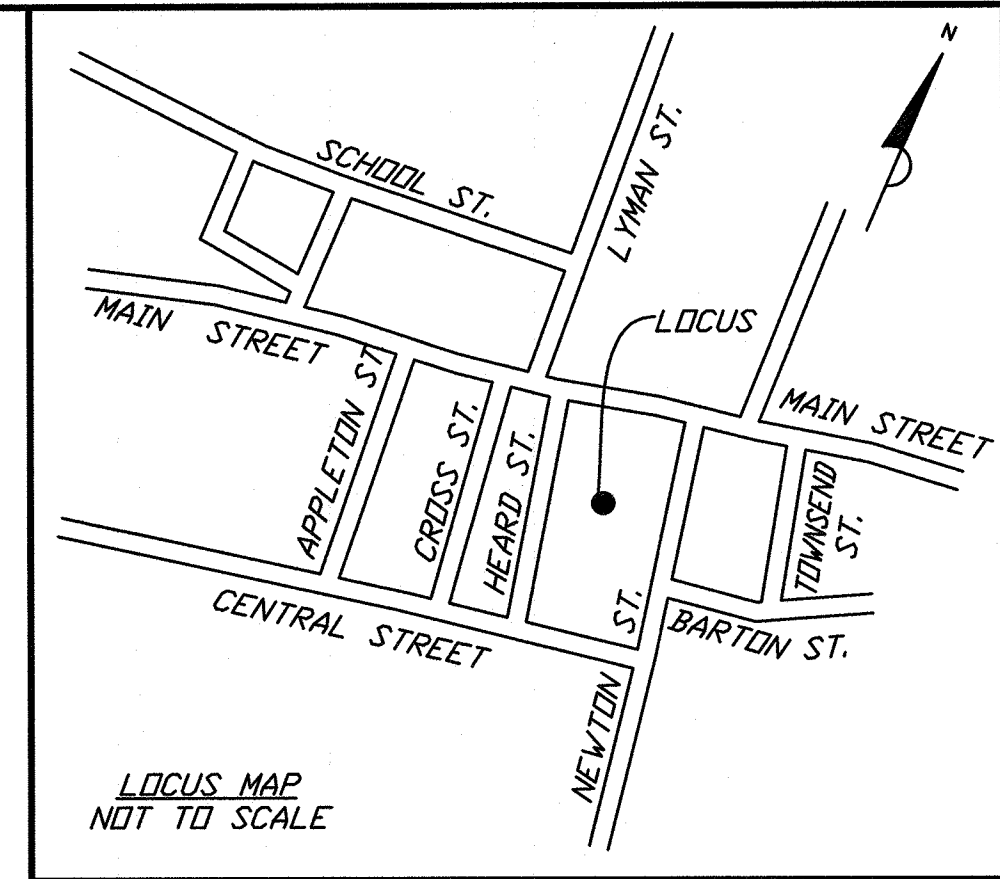 N
SCHOOL ST.
LYMAN ST.
LOCUS
MAIN STREET
MAIN STREET
APPLETON ST
CROSS ST.
HEARD ST.
TOWNSEND
ST.
CENTRAL STREET
NEWTON ST.
BARTON ST.
LOCUS MAP
NOT TO SCALE